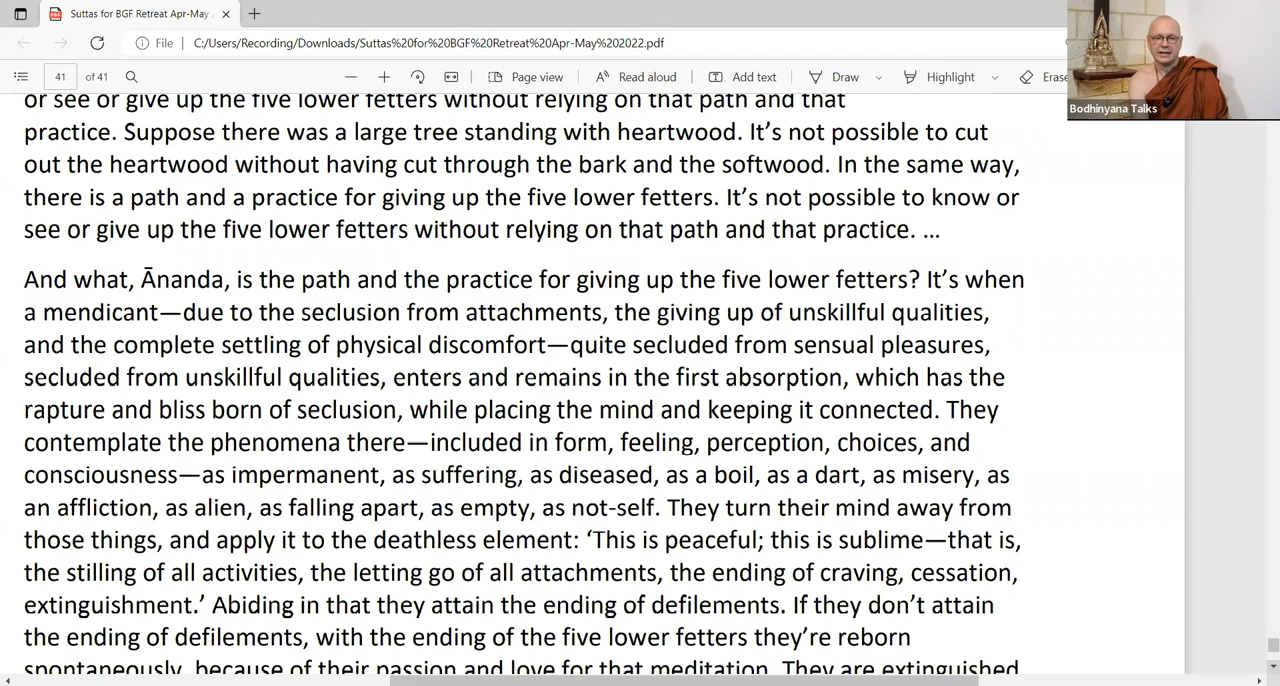 Suttas for BGF Retreat Apr-May
File C:/Users/Recording/Downloads/Suttas%20for%20BGF%20Retreat%20Apr-May%202022.pdf
41 of 41 Page view Read aloud Add text Draw Highlight Erase
Bodhinyana Talks
or see or give up the five lower fetters without relying on that path and that
practice. Suppose there was a large tree standing with heartwood. It’s not possible to cut
out the heartwood without having cut through the bark and the softwood. In the same way,
there is a path and a practice for giving up the five lower fetters. It’s not possible to know or
see or give up the five lower fetters without relying on that path and that practice. ...
And what, Ānanda, is the path and the practice for giving up the five lower fetters? It’s when
a mendicant—due to the seclusion from attachments, the giving up of unskillful qualities,
and the complete settling of physical discomfort—quite secluded from sensual pleasures,
secluded from unskillful qualities, enters and remains in the first absorption, which has the
rapture and bliss born of seclusion, while placing the mind and keeping it connected. They
contemplate the phenomena there—included in form, feeling, perception, choices, and
consciousness—as impermanent, as suffering, as diseased, as a boil, as a dart, as misery, as
an affliction, as alien, as falling apart, as empty, as not-self. They turn their mind away from
those things, and apply it to the deathless element: ‘This is peaceful; this is sublime—that is,
the stilling of all activities, the letting go of all attachments, the ending of craving, cessation,
extinguishment.’ Abiding in that they attain the ending of defilements. If they don’t attain
the ending of defilements, with the ending of the five lower fetters they’re reborn
spontaneously, because of their passion and love for that meditation. They are extinguished